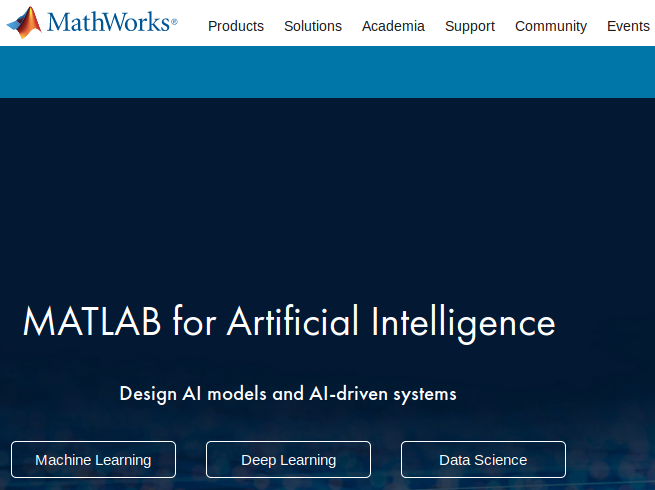 MathWorks® Products Solutions Academia Support Community Events
MATLAB for Artificial Intelligence
Design AI models and AI-driven systems
Machine Learning Deep Learning Data Science